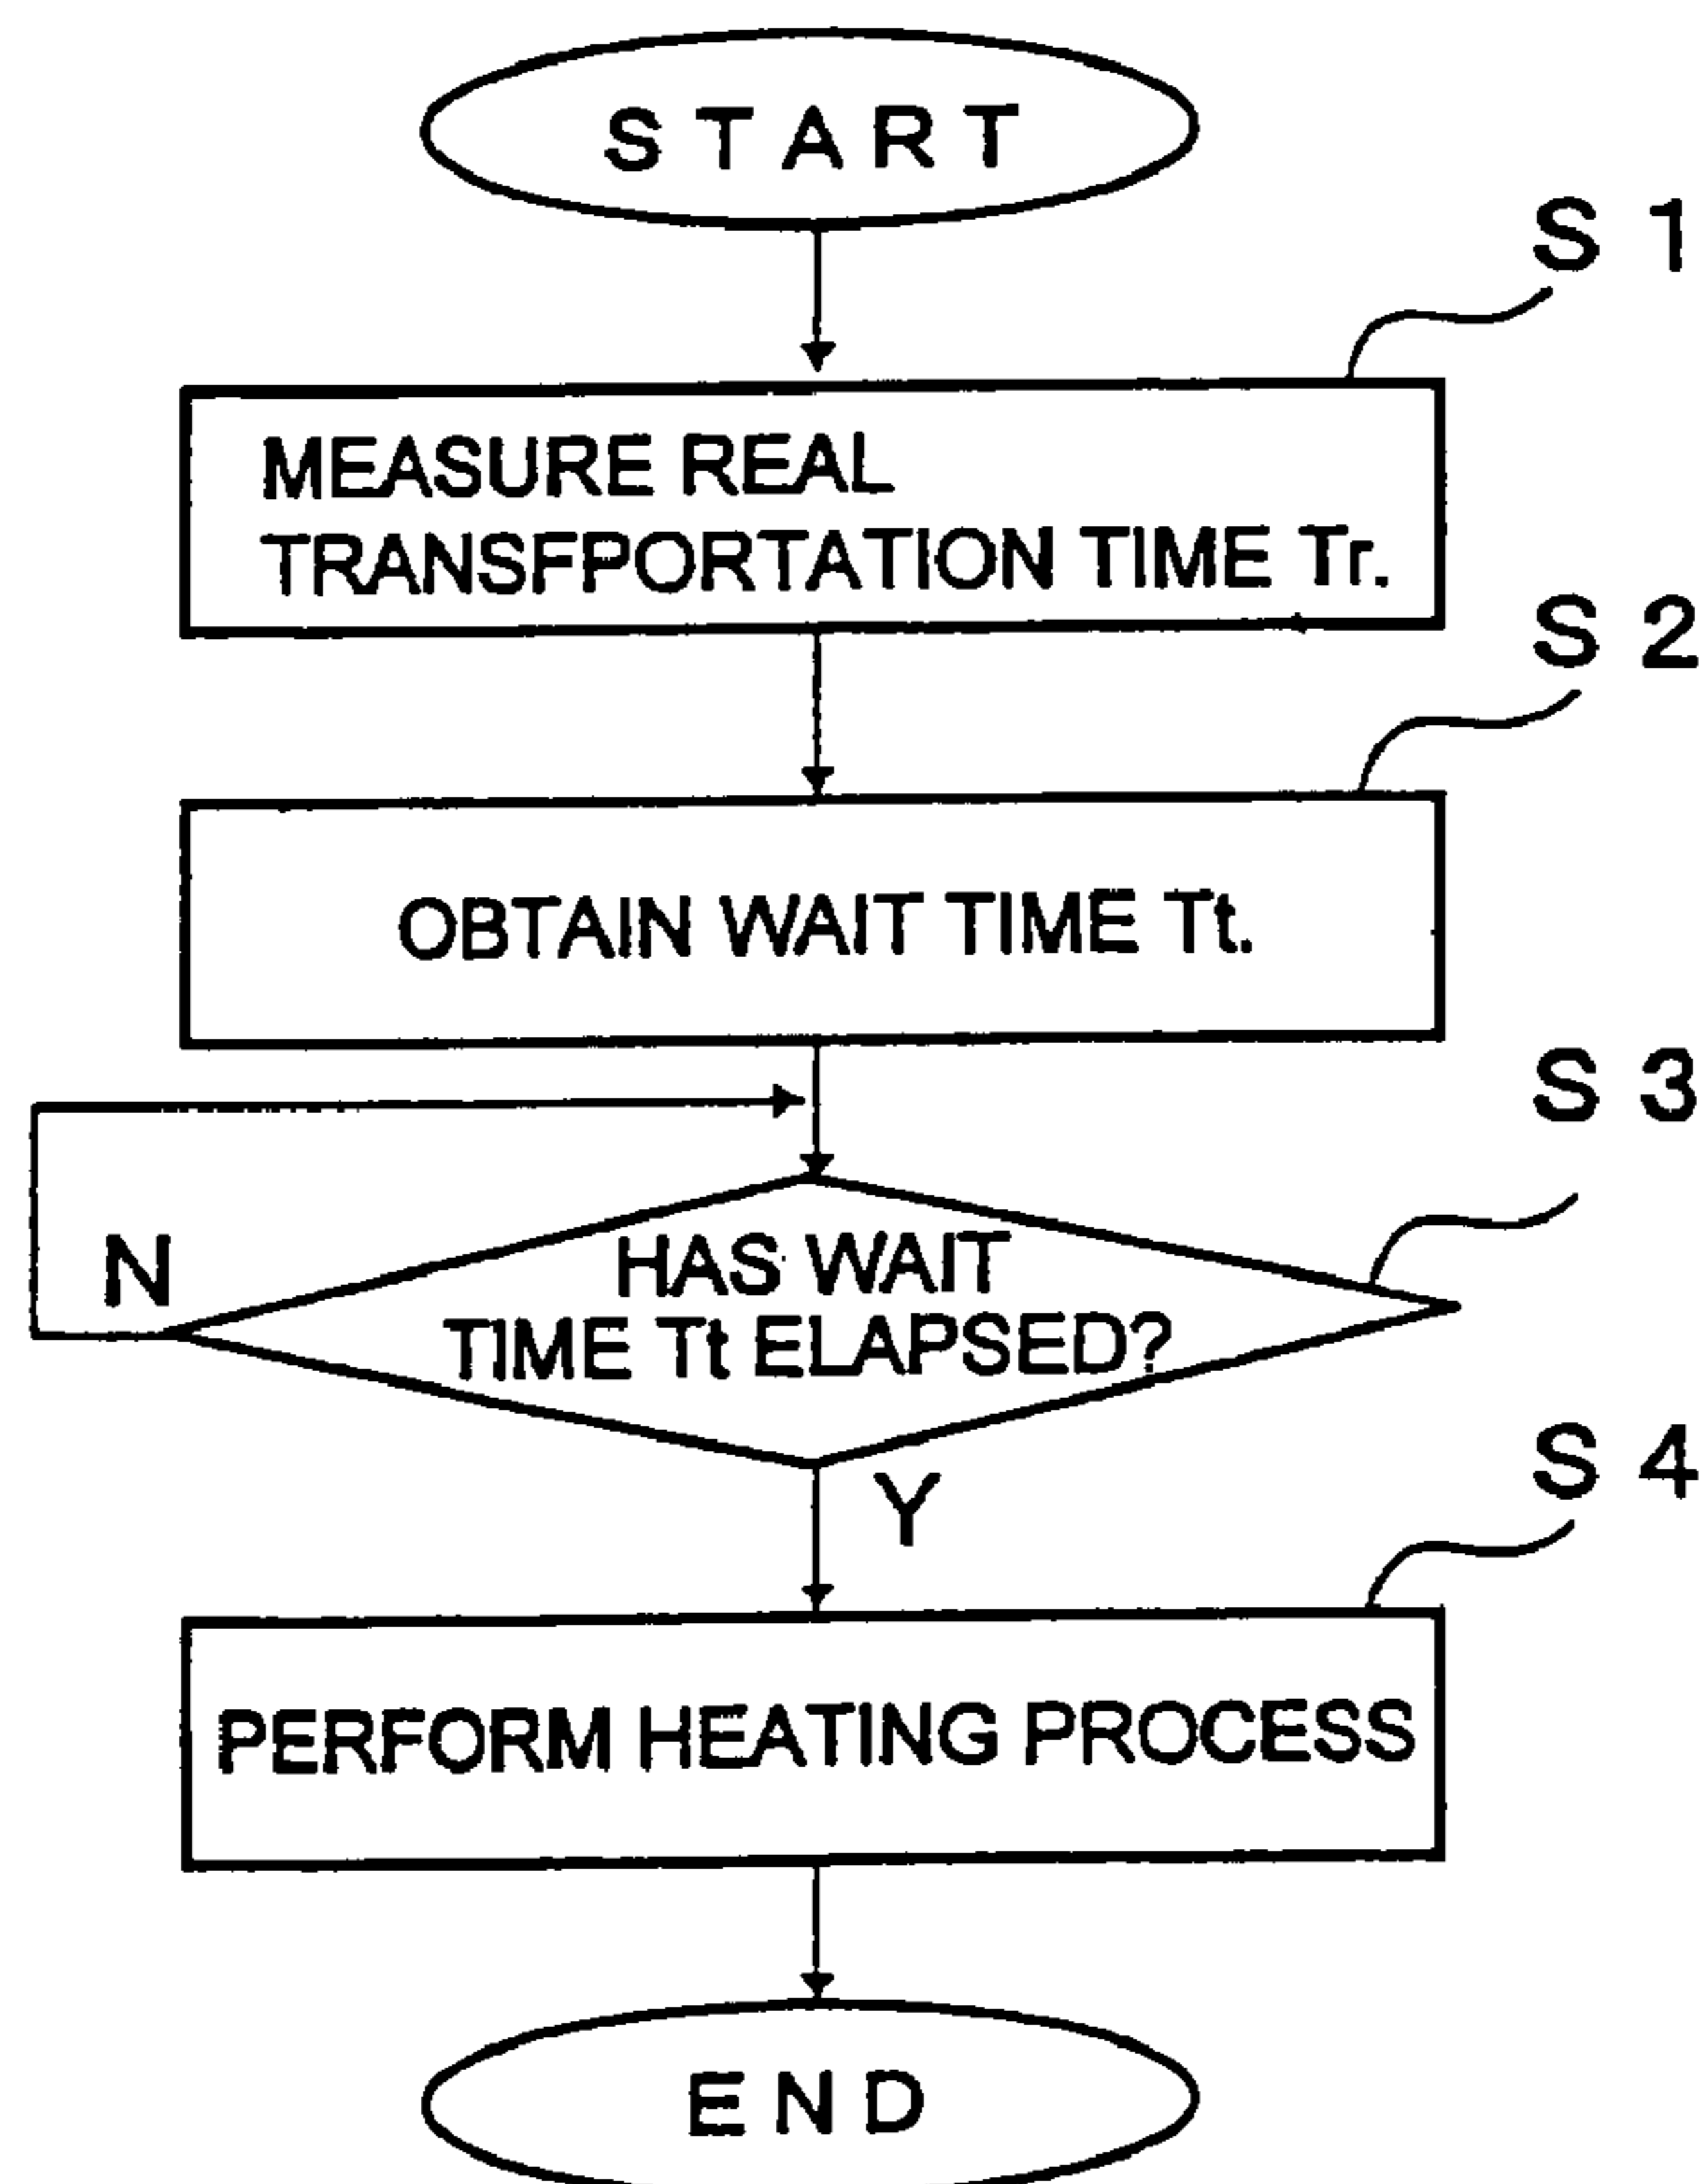 START
S 1
MEASURE REAL
TRANSFPORTATION TIME Tr.
S 2
OBTAIN WAIT TIME Tt.
S 3
N
HAS WAIT
TIME Tt ELAPSED?
Y
S 4
PERFORM HEATING PROCESS
END